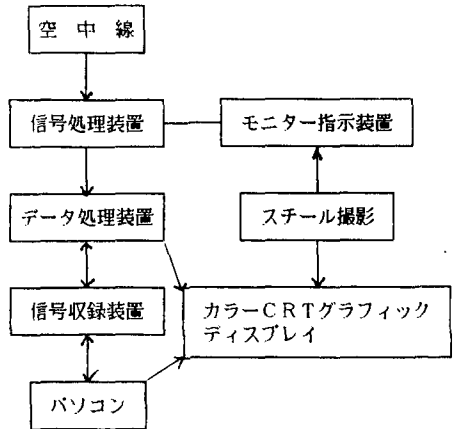 空中線
信号処理装置
モニター指示装置
データ処理装置
スチール撮影
信号収録装置
カラーCRTグラフィック
ディスプレイ
パソコン